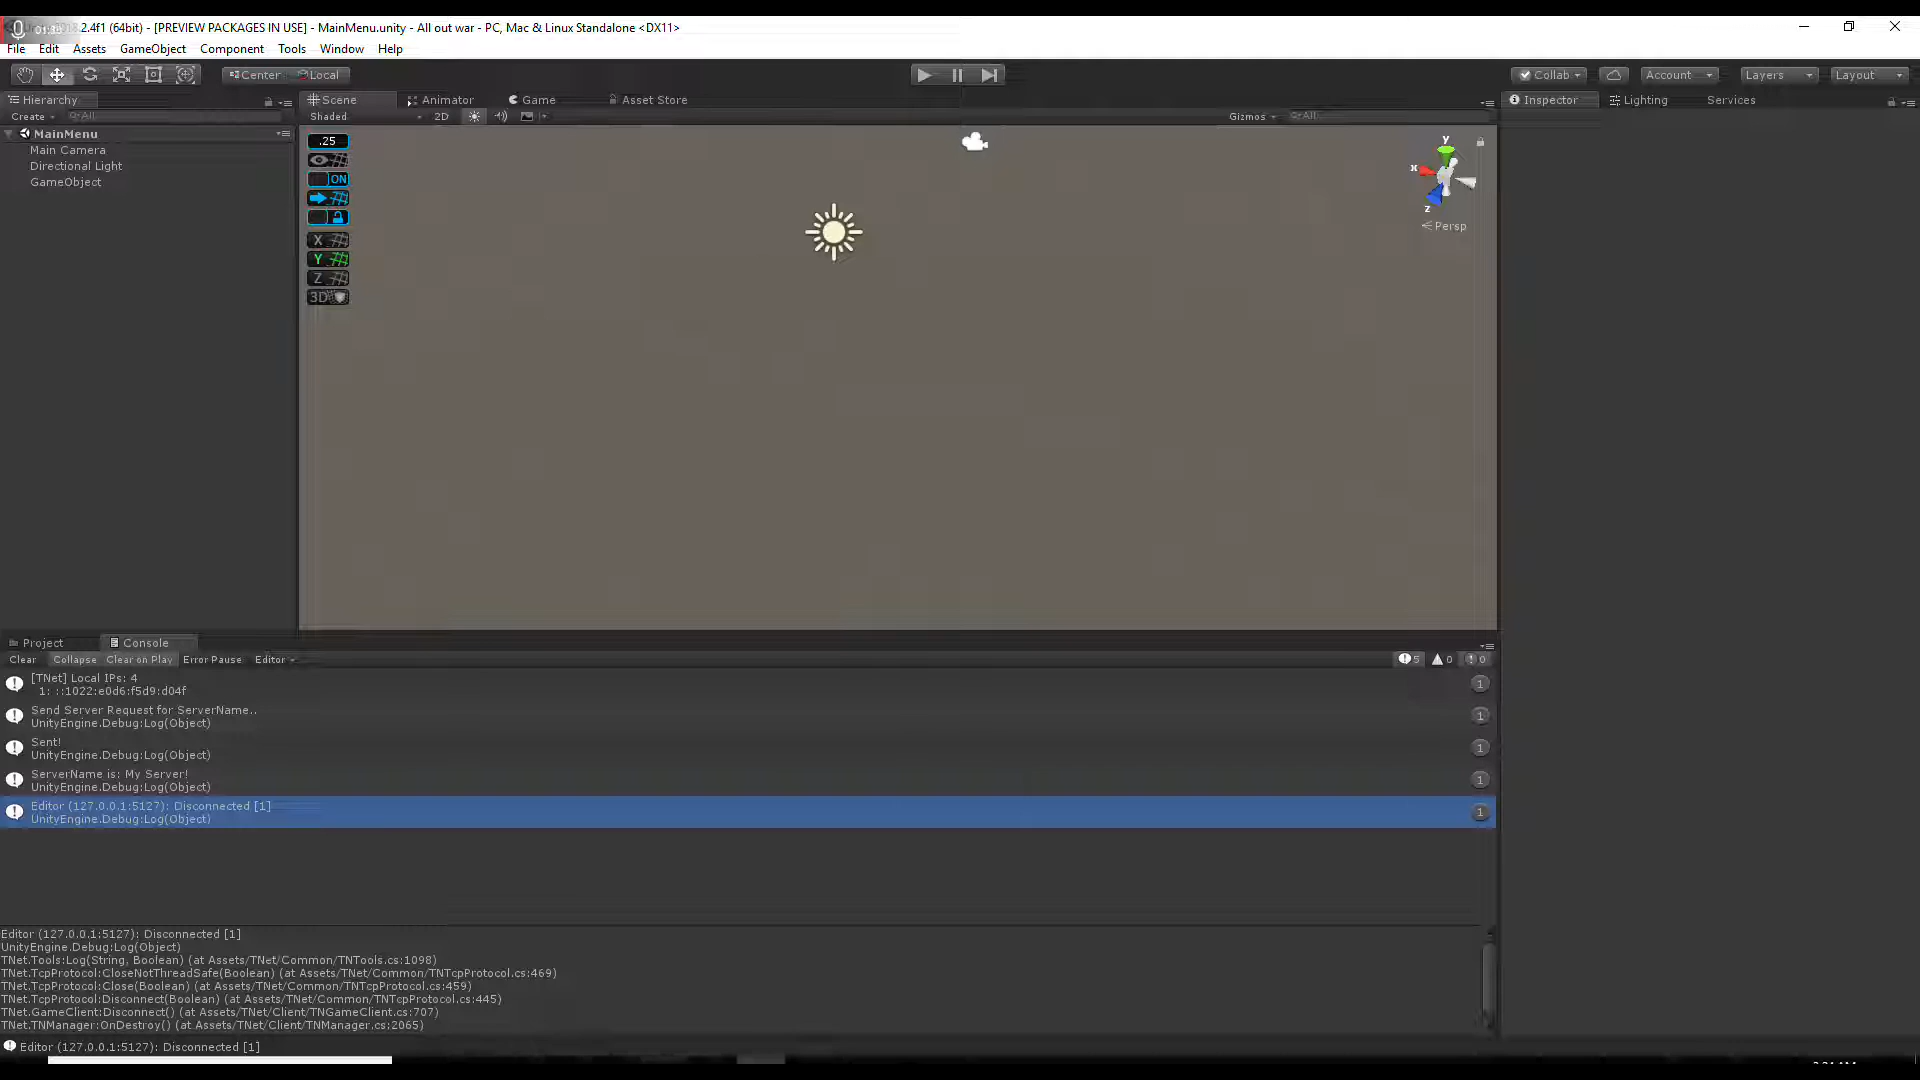 2.4f1 (64bit) - [PREVIEW PACKAGES IN USE] - MainMenu.unity - All out war - PC, Mac & Linux Standalone <DX11>
File Edit Assets GameObject Component Tools Window Help
Center Local
Collab Account Layers Layout
Hierarchy
Scene Animator Game Asset Store
Inspector Lighting Services
Create All
Shaded 2D
Gizmos All
MainMenu
Main Camera
Directional Light
GameObject
.25
ON
X
Y
Z
3D
y
x
z
Persp
Project Console
Clear Collapse Clear on Play Error Pause Editor
5 0 0
[TNet] Local IPs: 4
1: ::1022:e0d6:f5d9:d04f
1
Send Server Request for ServerName..
UnityEngine.Debug:Log(Object)
1
Sent!
UnityEngine.Debug:Log(Object)
1
ServerName is: My Server!
UnityEngine.Debug:Log(Object)
1
Editor (127.0.0.1:5127): Disconnected [1]
UnityEngine.Debug:Log(Object)
1
Editor (127.0.0.1:5127): Disconnected [1]
UnityEngine.Debug:Log(Object)
TNet.Tools:Log(String, Boolean) (at Assets/TNet/Common/TNTools.cs:1098)
TNet.TcpProtocol:CloseNotThreadSafe(Boolean) (at Assets/TNet/Common/TNTcpProtocol.cs:469)
TNet.TcpProtocol:Close(Boolean) (at Assets/TNet/Common/TNTcpProtocol.cs:459)
TNet.TcpProtocol:Disconnect(Boolean) (at Assets/TNet/Common/TNTcpProtocol.cs:445)
TNet.GameClient:Disconnect() (at Assets/TNet/Client/TNGameClient.cs:707)
TNet.TNManager:OnDestroy() (at Assets/TNet/Client/TNManager.cs:2065)
Editor (127.0.0.1:5127): Disconnected [1]